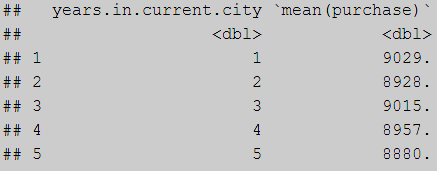 ##   years.in.current.city `mean(purchase)`
##                   <dbl>            <dbl>
## 1                     1            9029.
## 2                     2            8928.
## 3                     3            9015.
## 4                     4            8957.
## 5                     5            8880.